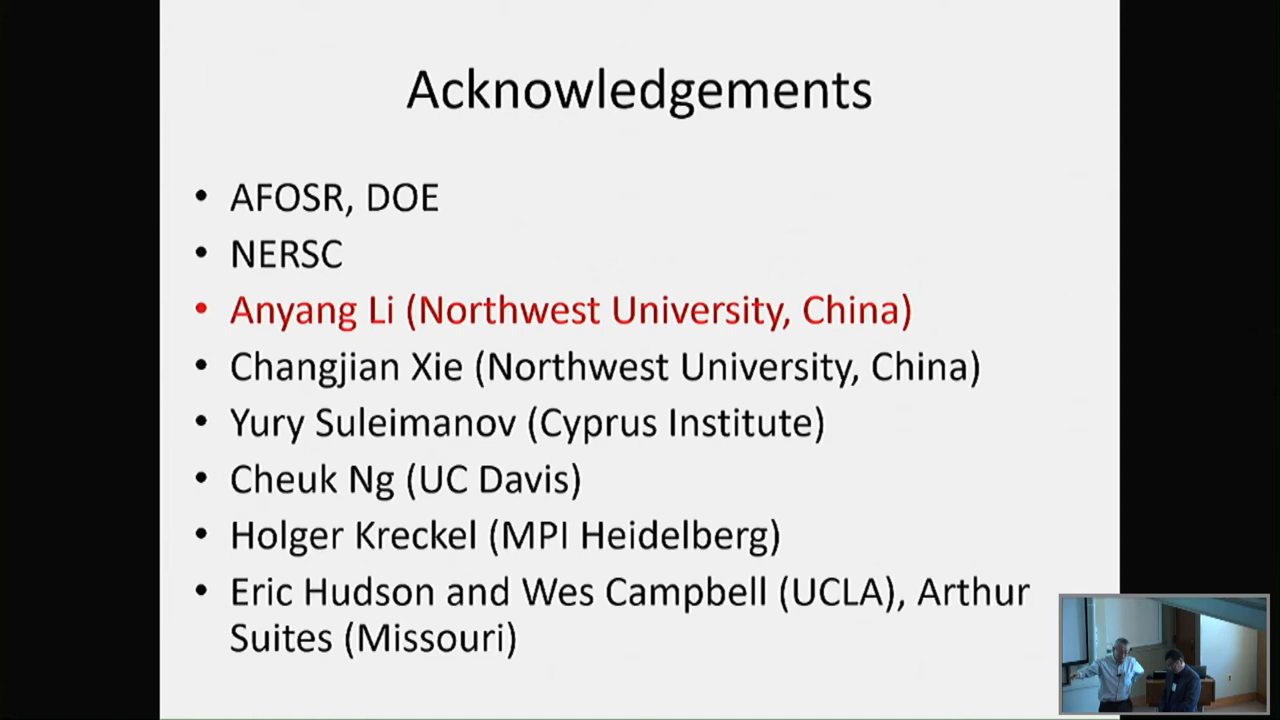 Acknowledgements
• AFOSR, DOE
• NERSC
• Anyang Li (Northwest University, China)
• Changjian Xie (Northwest University, China)
• Yury Suleimanov (Cyprus Institute)
• Cheuk Ng (UC Davis)
• Holger Kreckel (MPI Heidelberg)
• Eric Hudson and Wes Campbell (UCLA), Arthur
Suites (Missouri)